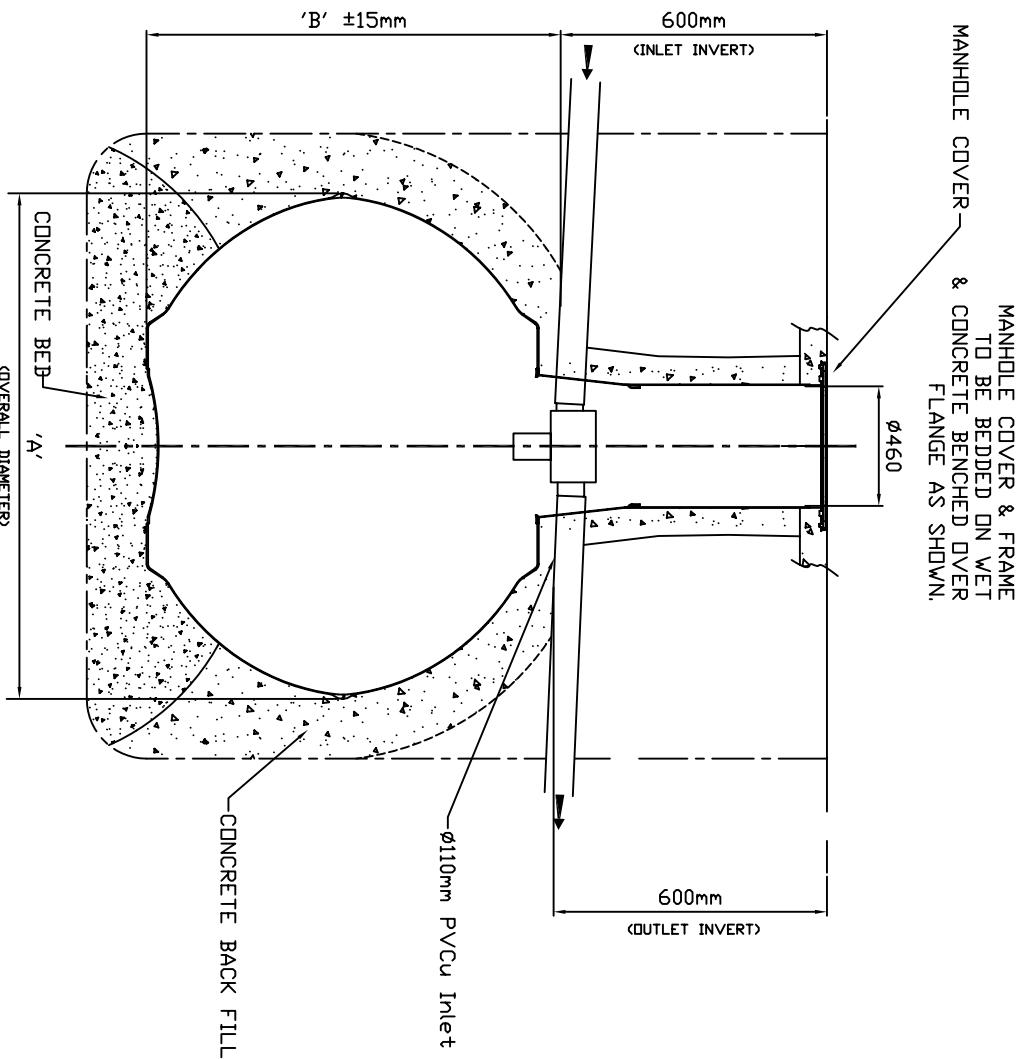 'B' ±15mm
600mm
(INLET INVERT)
MANHOLE COVER
MANHOLE COVER & FRAME
TO BE BEDDED ON WET
& CONCRETE BENCHED OVER
FLANGE AS SHOWN.
Ø460
CONCRETE BED
'A'
(OVERALL DIAMETER)
Ø110mm PVCu Inlet
CONCRETE BACK FILL
600mm
(OUTLET INVERT)